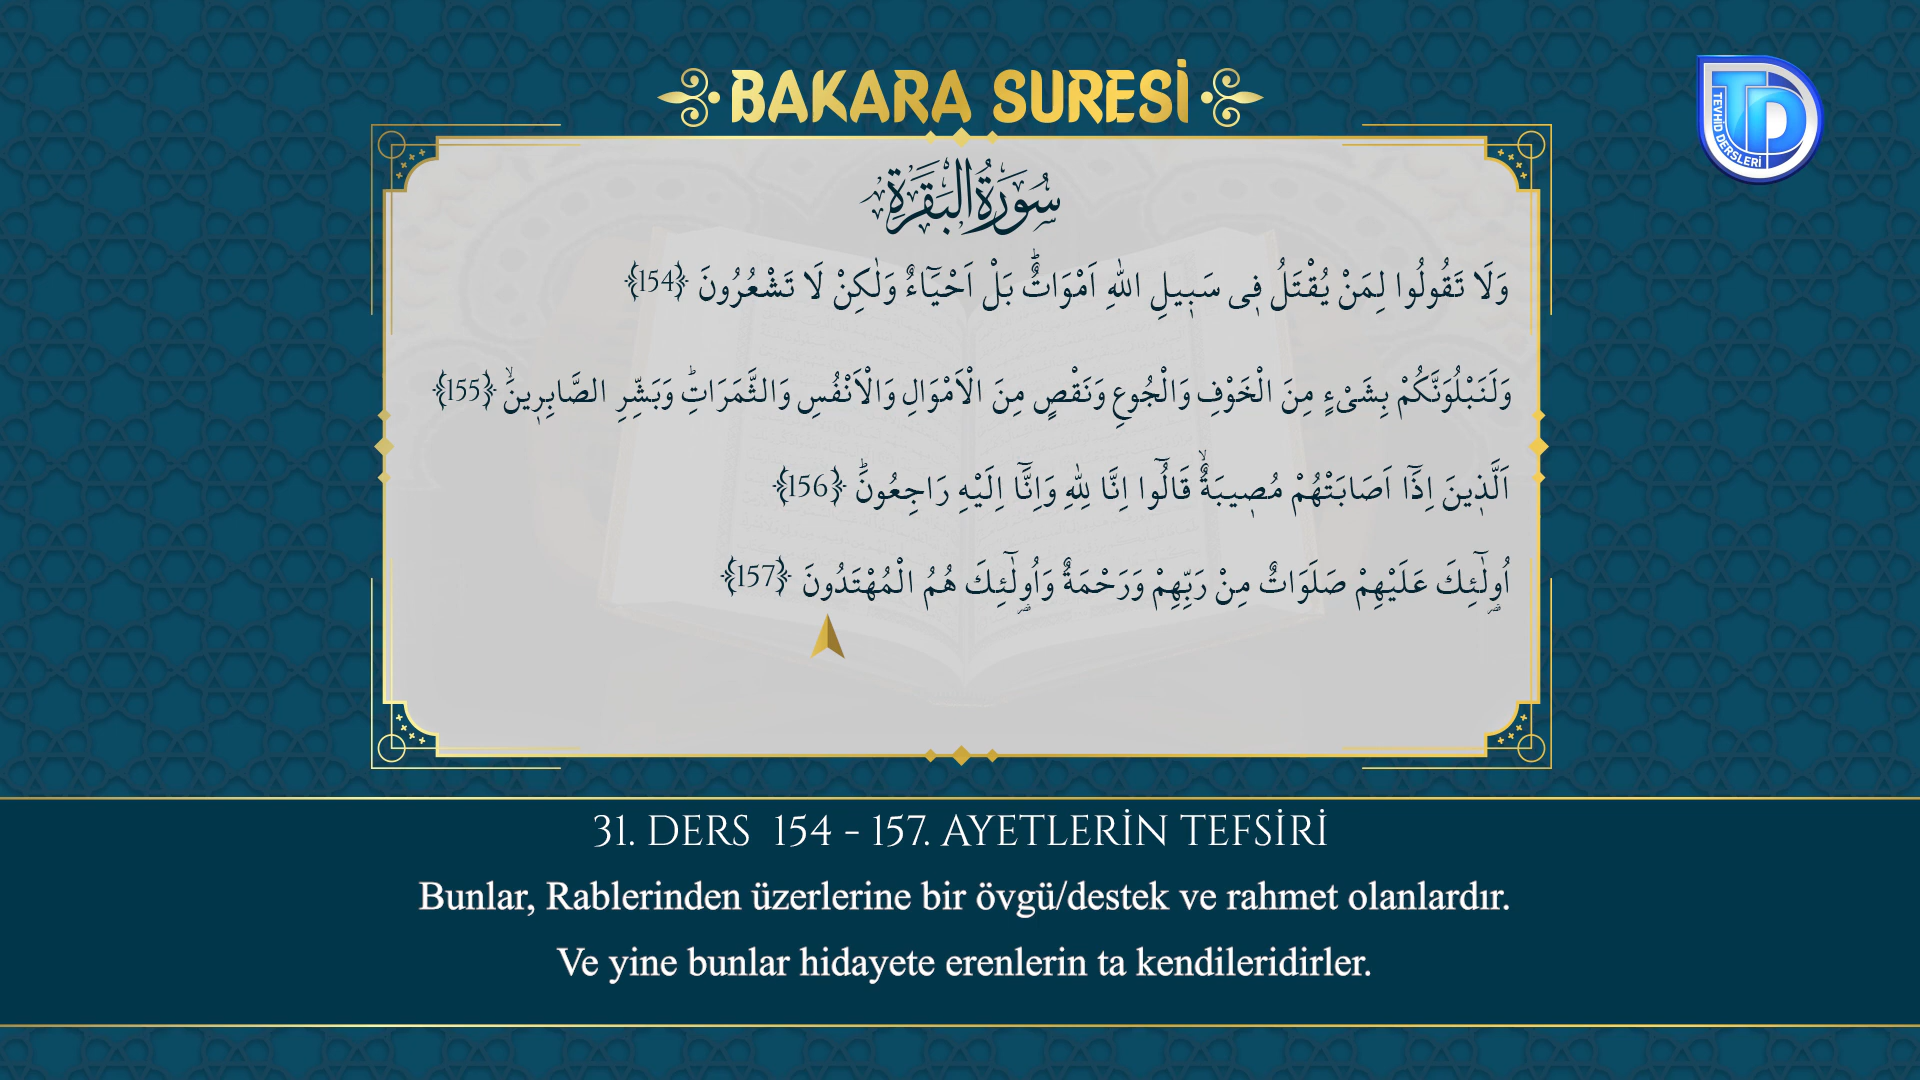 BAKARA SURESİ
TEVHİD DERSLERİ
سُورَةُ الْبَقَرَةِ
وَلَا تَقُولُوا لِمَنْ يُقْتَلُ فٖى سَبٖيلِ اللّٰهِ اَمْوَاتٌؕ بَلْ اَحْيَٓاءٌ وَلٰكِنْ لَا تَشْعُرُونَ ﴿154﴾
وَلَنَبْلُوَنَّكُمْ بِشَىْءٍ مِنَ الْخَوْفِ وَالْجُوعِ وَنَقْصٍ مِنَ الْاَمْوَالِ وَالْاَنْفُسِ وَالثَّمَرَاتِؕ وَبَشِّرِ الصَّابِرٖينَۙ ﴿155﴾
اَلَّذٖينَ اِذَٓا اَصَابَتْهُمْ مُصٖيبَةٌۙ قَالُٓوا اِنَّا لِلّٰهِ وَاِنَّٓا اِلَيْهِ رَاجِعُونَؕ ﴿156﴾
اُولٰٓئِكَ عَلَيْهِمْ صَلَوَاتٌ مِنْ رَبِّهِمْ وَرَحْمَةٌ وَاُولٰٓئِكَ هُمُ الْمُهْتَدُونَ ﴿157﴾
31. DERS 154 - 157. AYETLERİN TEFSİRİ
Bunlar, Rablerinden üzerlerine bir övgü/destek ve rahmet olanlardır.
Ve yine bunlar hidayete erenlerin ta kendileridirler.